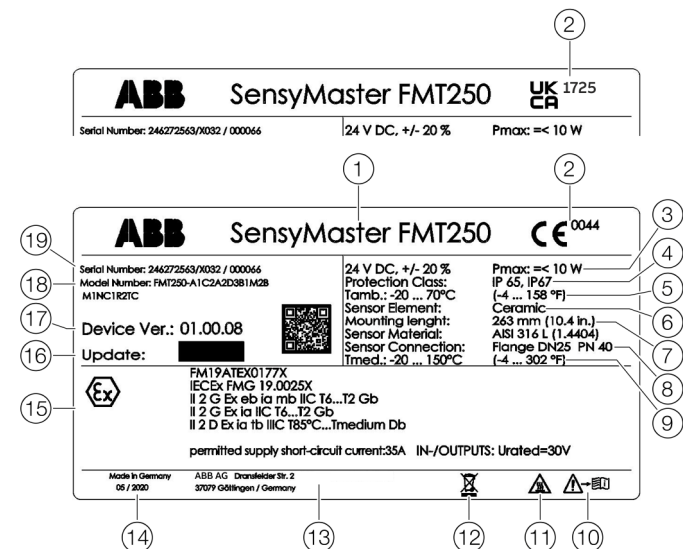 2
ABB SensyMaster FMT250 UK CA 1725
Serial Number: 246272563/X032 / 000066 24 V DC, +/- 20 % Pmax: =< 10 W
1 2
ABB SensyMaster FMT250 CE 0044
3
19 Serial Number: 246272563/X032 / 000066 24 V DC, +/- 20 % Pmax: =< 10 W
18 Model Number: FMT250-A1C2A2D3B1M2B Protection Class: IP 65, IP67 4
M1NC1R2TC Tamb.: -20 ... 70°C (-4 ... 158 °F) 5
Sensor Element: Ceramic 6
17 Device Ver.: 01.00.08 Mounting lenght: 263 mm (10.4 in.) 7
Sensor Material: AISI 316 L (1.4404)
16 Update: Sensor Connection: Flange DN25 PN 40 8
Tmed.: -20 ... 150°C (-4 ... 302 °F) 9
15 Ex FM19ATEX0177X
IECEx FMG 19.0025X
II 2 G Ex eb ia mb IIC T6...T2 Gb
II 2 G Ex ia IIC T6...T2 Gb
II 2 D Ex ia tb IIIC T85°C...Tmedium Db
permitted supply short-circuit current:35A IN-/OUTPUTS: Urated=30V
Made in Germany ABB AG Dransfelder Str. 2
05 / 2020 37079 Göttingen / Germany
14 13 12 11 10